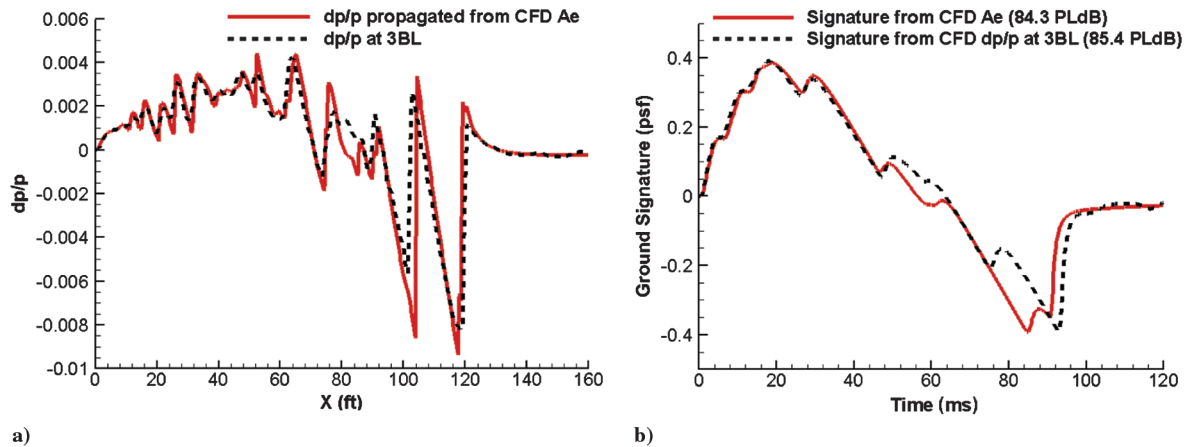 dp/p propagated from CFD Ae
dp/p at 3BL
0.006
0.004
0.002
0
-0.002
-0.004
-0.006
-0.008
-0.01
dp/p
0 20 40 60 80 100 120 140 160
X (ft)
a)
Signature from CFD Ae (84.3 PLdB)
Signature from CFD dp/p at 3BL (85.4 PLdB)
0.4
0.2
0
-0.2
-0.4
Ground Signature (psf)
0 20 40 60 80 100 120
Time (ms)
b)